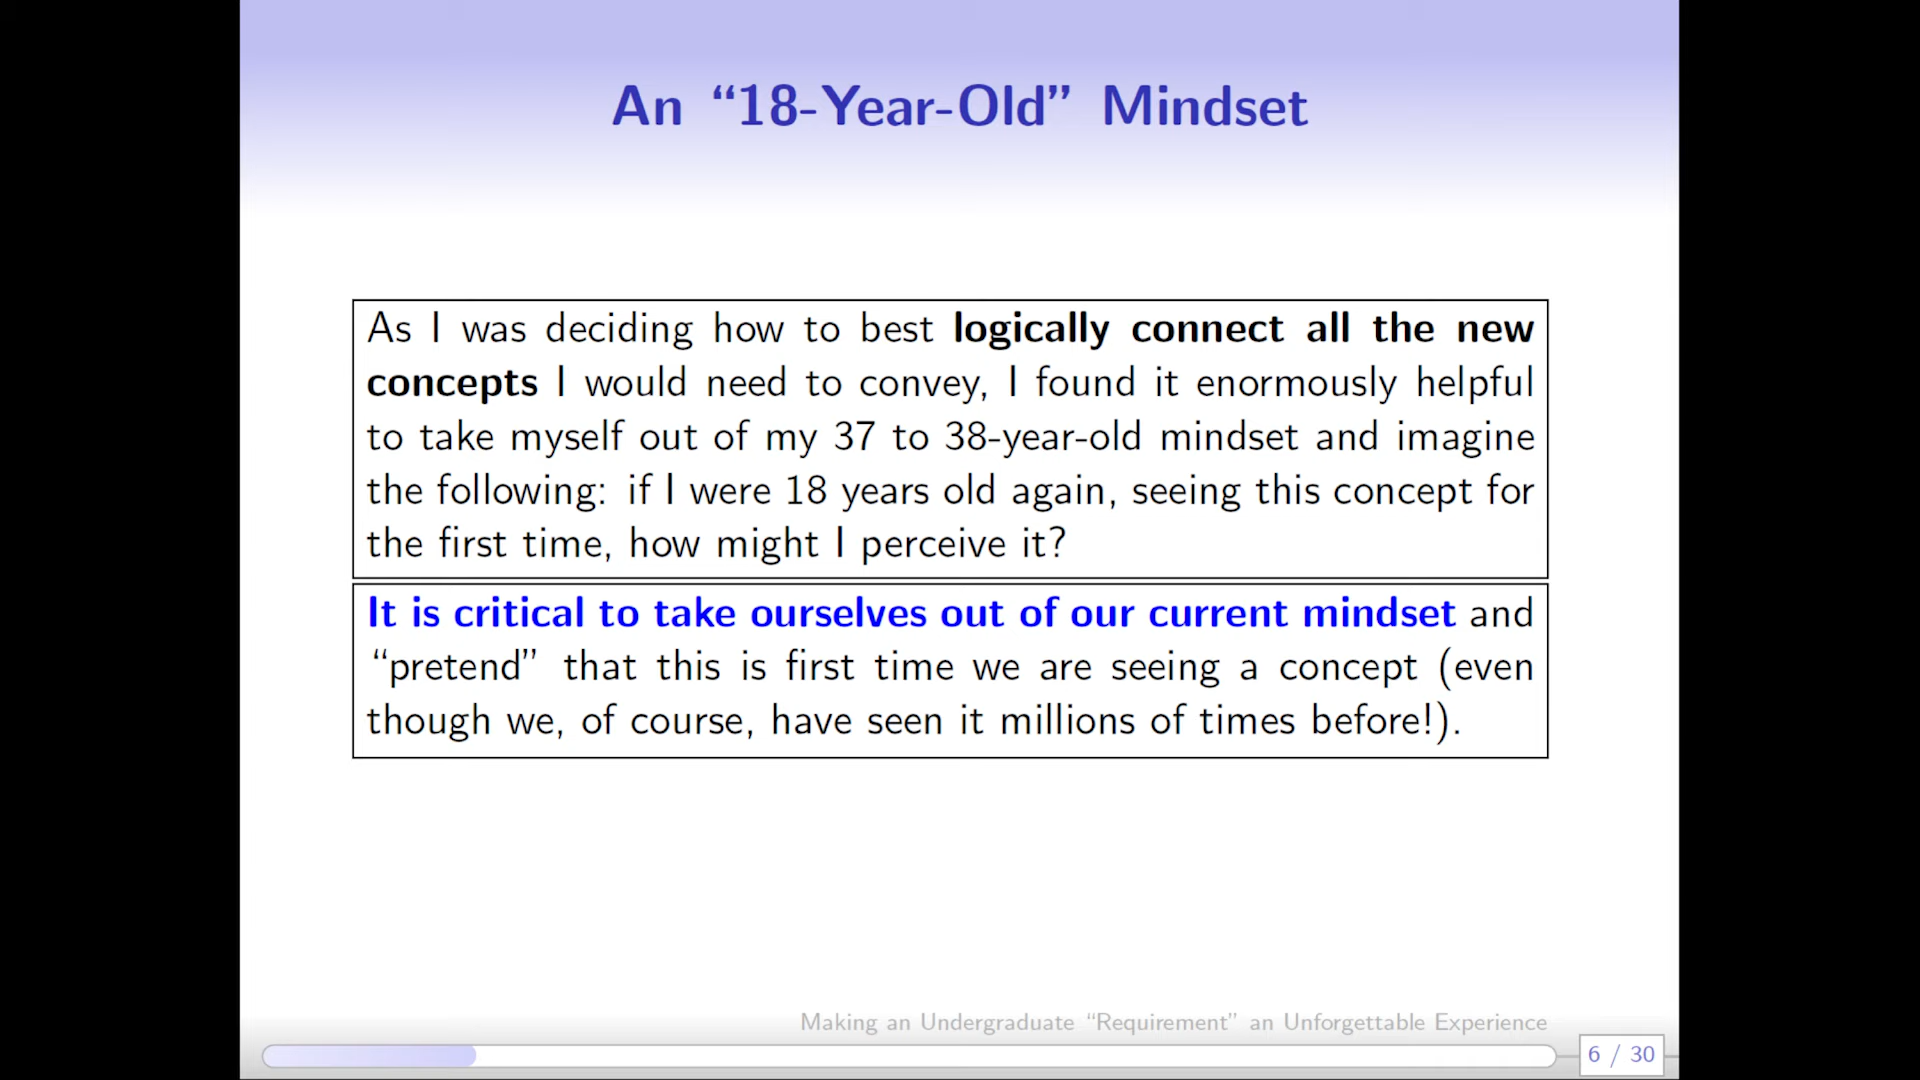 An “18-Year-Old” Mindset
As I was deciding how to best logically connect all the new
concepts I would need to convey, I found it enormously helpful
to take myself out of my 37 to 38-year-old mindset and imagine
the following: if I were 18 years old again, seeing this concept for
the first time, how might I perceive it?
It is critical to take ourselves out of our current mindset and
“pretend” that this is first time we are seeing a concept (even
though we, of course, have seen it millions of times before!).
Making an Undergraduate “Requirement” an Unforgettable Experience
6 / 30